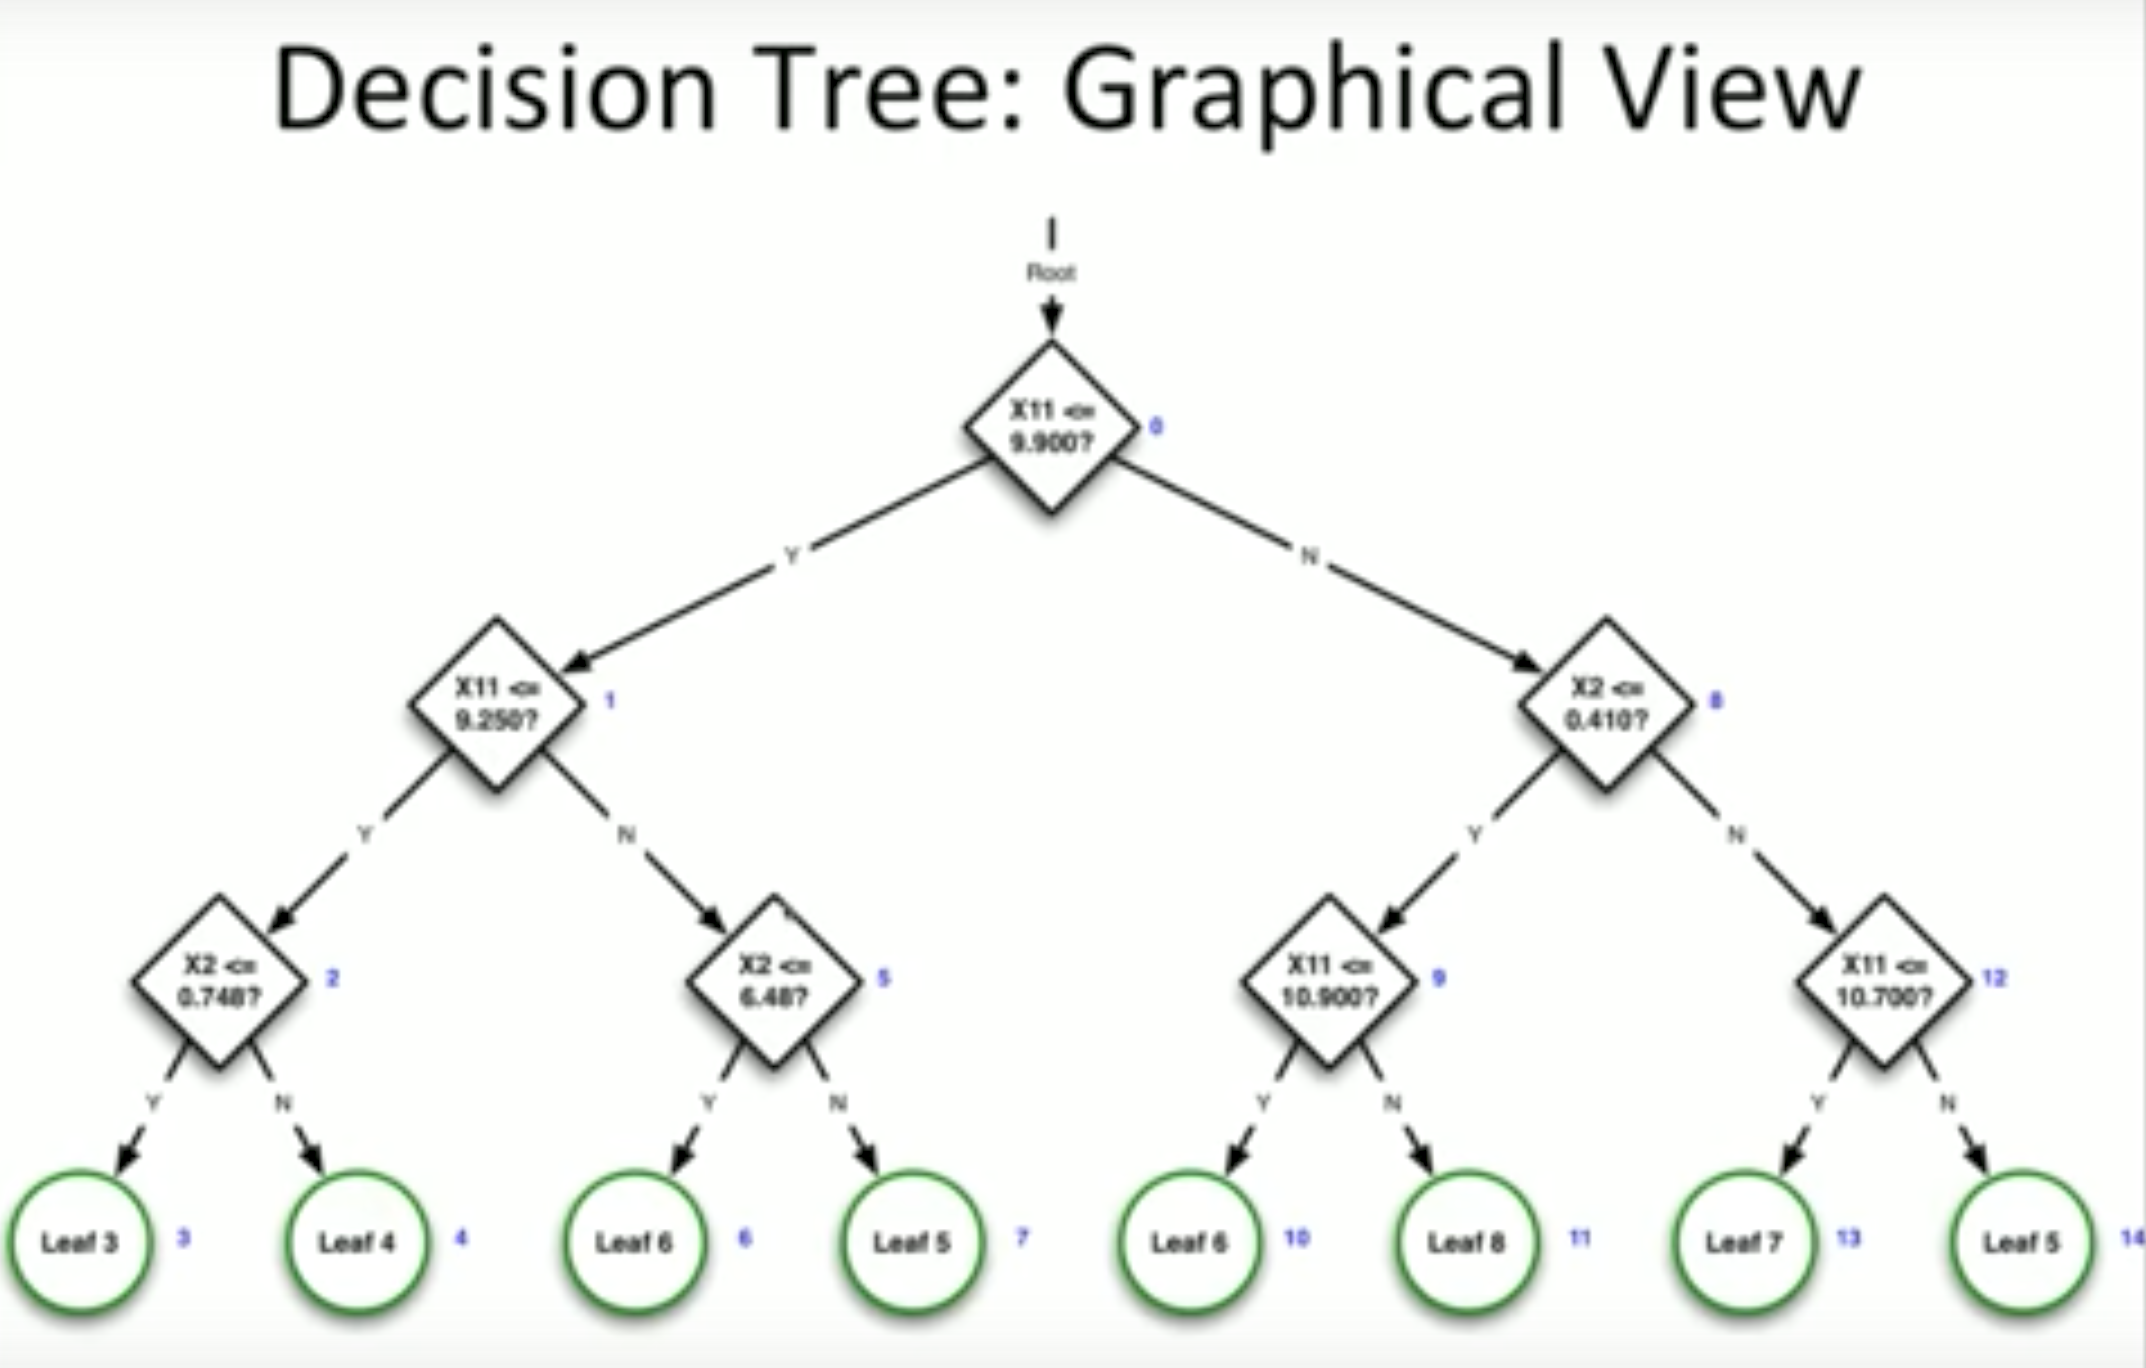 Decision Tree: Graphical View
Root
X11 <=
9.900?
0
Y
N
X11 <=
9.250?
1
X2 <=
0.410?
8
Y
N
Y
N
X2 <=
0.748?
2
X2 <=
6.48?
5
X11 <=
10.900?
9
X11 <=
10.700?
12
Y
N
Y
N
Y
N
Y
N
Leaf 3
3
Leaf 4
4
Leaf 6
6
Leaf 5
7
Leaf 6
10
Leaf 8
11
Leaf 7
13
Leaf 5
14